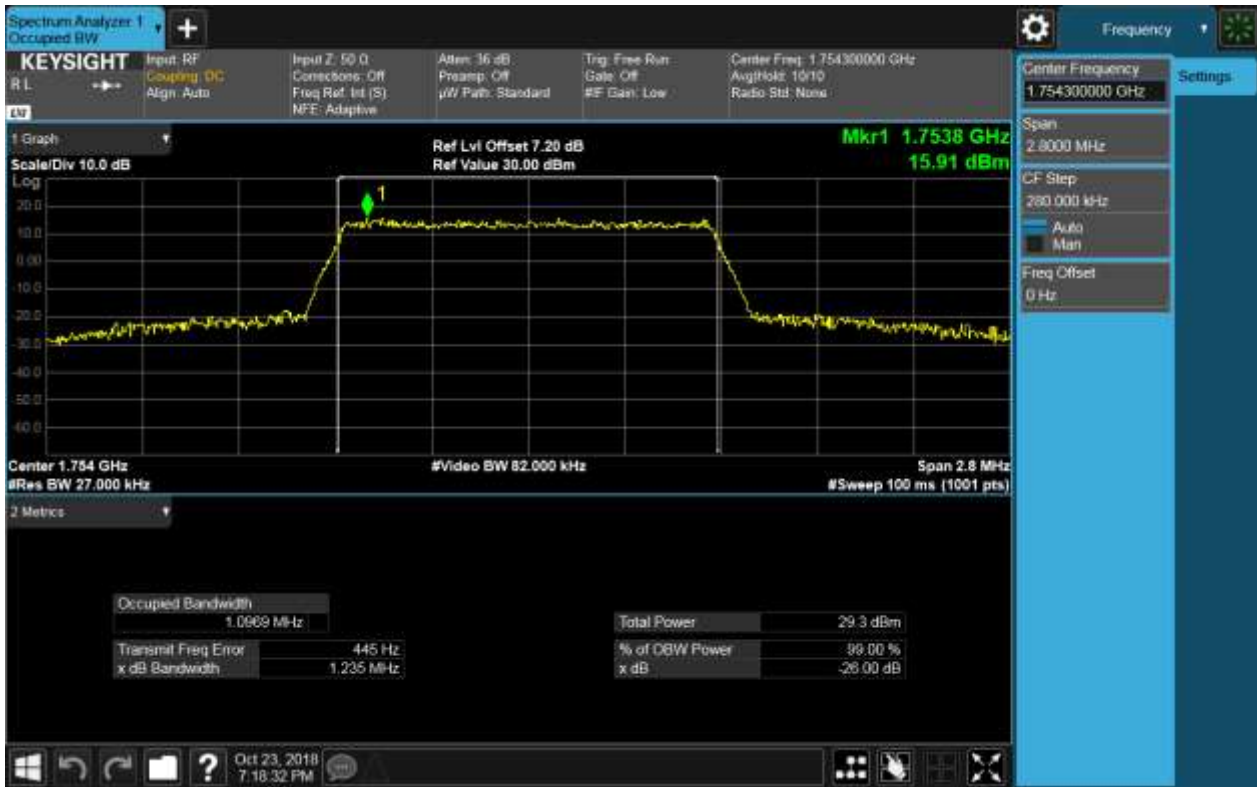 Spectrum Analyzer 1
Occupied BW
+
Frequency
KEYSIGHT
R L
Input: RF
Coupling: DC
Align: Auto
Input Z: 50 Ω
Corrections: Off
Freq Ref: Int (S)
NFE: Adaptive
Atten: 36 dB
Preamp: Off
µW Path: Standard
Trig: Free Run
Gate: Off
#IF Gain: Low
Center Freq: 1.754300000 GHz
Avg|Hold: 10/10
Radio Std: None
Center Frequency
1.754300000 GHz
Settings
Span
2.8000 MHz
CF Step
280.000 kHz
Auto
Man
Freq Offset
0 Hz
1 Graph
Scale/Div 10.0 dB
Ref Lvl Offset 7.20 dB
Ref Value 30.00 dBm
Mkr1 1.7538 GHz
15.91 dBm
Log
20.0
10.0
0.00
-10.0
-20.0
-30.0
-40.0
-50.0
-60.0
1
Center 1.754 GHz
#Res BW 27.000 kHz
#Video BW 82.000 kHz
Span 2.8 MHz
#Sweep 100 ms (1001 pts)
2 Metrics
Occupied Bandwidth
1.0969 MHz
Transmit Freq Error 445 Hz
x dB Bandwidth 1.235 MHz
Total Power 29.3 dBm
% of OBW Power 99.00 %
x dB -26.00 dB
?
Oct 23, 2018
7:18:32 PM